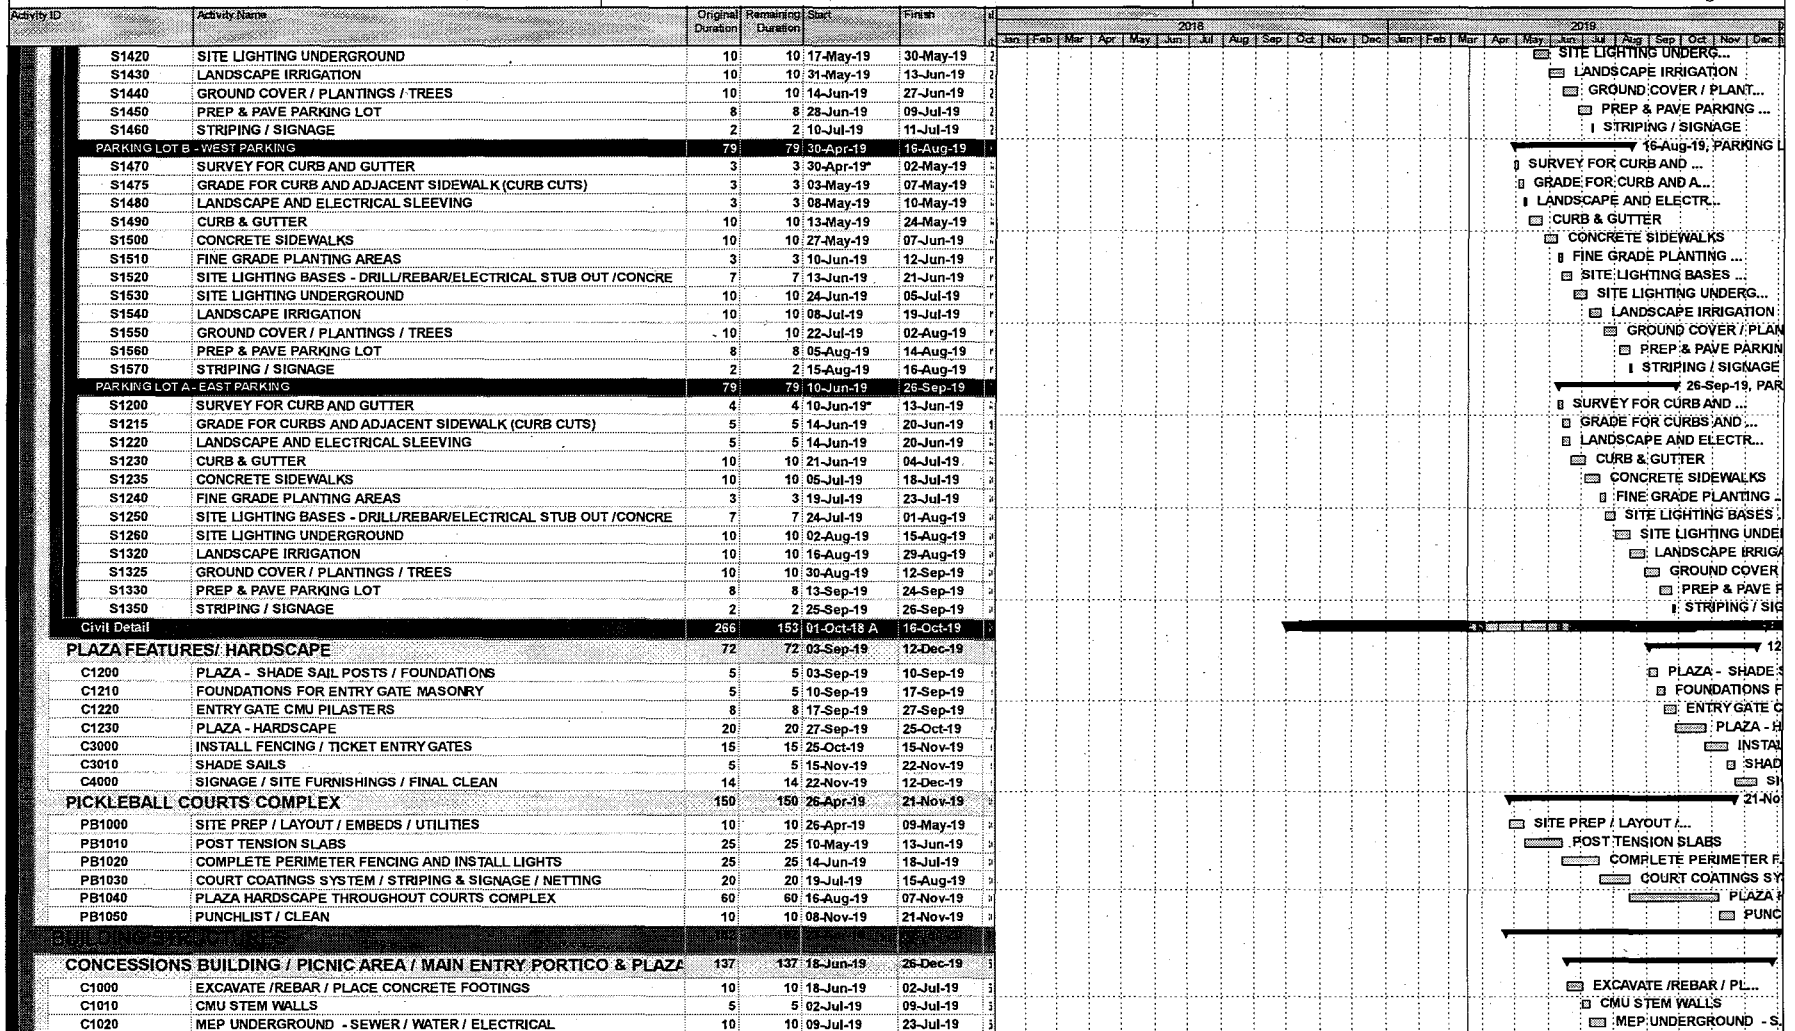 Activity ID Activity Name Original Duration Remaining Duration Start Finish 2018 2019
Jan Feb Mar Apr May Jun Jul Aug Sep Oct Nov Dec Jan Feb Mar Apr May Jun Jul Aug Sep Oct Nov Dec
S1420 SITE LIGHTING UNDERGROUND 10 10 17-May-19 30-May-19 SITE LIGHTING UNDERG...
S1430 LANDSCAPE IRRIGATION 10 10 31-May-19 13-Jun-19 LANDSCAPE IRRIGATION
S1440 GROUND COVER / PLANTINGS / TREES 10 10 14-Jun-19 27-Jun-19 GROUND COVER / PLANT...
S1450 PREP & PAVE PARKING LOT 8 8 28-Jun-19 09-Jul-19 PREP & PAVE PARKING ...
S1460 STRIPING / SIGNAGE 2 2 10-Jul-19 11-Jul-19 STRIPING / SIGNAGE
PARKING LOT B - WEST PARKING 79 79 30-Apr-19 16-Aug-19 16-Aug-19, PARKING L
S1470 SURVEY FOR CURB AND GUTTER 3 3 30-Apr-19* 02-May-19 SURVEY FOR CURB AND ...
S1475 GRADE FOR CURB AND ADJACENT SIDEWALK (CURB CUTS) 3 3 03-May-19 07-May-19 GRADE FOR CURB AND A...
S1480 LANDSCAPE AND ELECTRICAL SLEEVING 3 3 08-May-19 10-May-19 LANDSCAPE AND ELECTR...
S1490 CURB & GUTTER 10 10 13-May-19 24-May-19 CURB & GUTTER
S1500 CONCRETE SIDEWALKS 10 10 27-May-19 07-Jun-19 CONCRETE SIDEWALKS
S1510 FINE GRADE PLANTING AREAS 3 3 10-Jun-19 12-Jun-19 FINE GRADE PLANTING ...
S1520 SITE LIGHTING BASES - DRILL/REBAR/ELECTRICAL STUB OUT /CONCRE 7 7 13-Jun-19 21-Jun-19 SITE LIGHTING BASES ...
S1530 SITE LIGHTING UNDERGROUND 10 10 24-Jun-19 05-Jul-19 SITE LIGHTING UNDERG...
S1540 LANDSCAPE IRRIGATION 10 10 08-Jul-19 19-Jul-19 LANDSCAPE IRRIGATION
S1550 GROUND COVER / PLANTINGS / TREES 10 10 22-Jul-19 02-Aug-19 GROUND COVER / PLAN
S1560 PREP & PAVE PARKING LOT 8 8 05-Aug-19 14-Aug-19 PREP & PAVE PARKIN
S1570 STRIPING / SIGNAGE 2 2 15-Aug-19 16-Aug-19 STRIPING / SIGNAGE
PARKING LOT A - EAST PARKING 79 79 10-Jun-19 26-Sep-19 26-Sep-19, PAR
S1200 SURVEY FOR CURB AND GUTTER 4 4 10-Jun-19* 13-Jun-19 SURVEY FOR CURB AND ...
S1215 GRADE FOR CURBS AND ADJACENT SIDEWALK (CURB CUTS) 5 5 14-Jun-19 20-Jun-19 GRADE FOR CURBS AND ...
S1220 LANDSCAPE AND ELECTRICAL SLEEVING 5 5 14-Jun-19 20-Jun-19 LANDSCAPE AND ELECTR...
S1230 CURB & GUTTER 10 10 21-Jun-19 04-Jul-19 CURB & GUTTER
S1235 CONCRETE SIDEWALKS 10 10 05-Jul-19 18-Jul-19 CONCRETE SIDEWALKS
S1240 FINE GRADE PLANTING AREAS 3 3 19-Jul-19 23-Jul-19 FINE GRADE PLANTING ..
S1250 SITE LIGHTING BASES - DRILL/REBAR/ELECTRICAL STUB OUT /CONCRE 7 7 24-Jul-19 01-Aug-19 SITE LIGHTING BASES .
S1260 SITE LIGHTING UNDERGROUND 10 10 02-Aug-19 15-Aug-19 SITE LIGHTING UNDE
S1320 LANDSCAPE IRRIGATION 10 10 16-Aug-19 29-Aug-19 LANDSCAPE IRRIGA
S1325 GROUND COVER / PLANTINGS / TREES 10 10 30-Aug-19 12-Sep-19 GROUND COVER
S1330 PREP & PAVE PARKING LOT 8 8 13-Sep-19 24-Sep-19 PREP & PAVE P
S1350 STRIPING / SIGNAGE 2 2 25-Sep-19 26-Sep-19 STRIPING / SIG
Civil Detail 266 153 01-Oct-18 A 16-Oct-19
PLAZA FEATURES/ HARDSCAPE 72 72 03-Sep-19 12-Dec-19 12
C1200 PLAZA - SHADE SAIL POSTS / FOUNDATIONS 5 5 03-Sep-19 10-Sep-19 PLAZA - SHADE S
C1210 FOUNDATIONS FOR ENTRY GATE MASONRY 5 5 10-Sep-19 17-Sep-19 FOUNDATIONS F
C1220 ENTRY GATE CMU PILASTERS 8 8 17-Sep-19 27-Sep-19 ENTRY GATE C
C1230 PLAZA - HARDSCAPE 20 20 27-Sep-19 25-Oct-19 PLAZA - H
C3000 INSTALL FENCING / TICKET ENTRY GATES 15 15 25-Oct-19 15-Nov-19 INSTAL
C3010 SHADE SAILS 5 5 15-Nov-19 22-Nov-19 SHAD
C4000 SIGNAGE / SITE FURNISHINGS / FINAL CLEAN 14 14 22-Nov-19 12-Dec-19 SI
PICKLEBALL COURTS COMPLEX 150 150 26-Apr-19 21-Nov-19 21-No
PB1000 SITE PREP / LAYOUT / EMBEDS / UTILITIES 10 10 26-Apr-19 09-May-19 SITE PREP / LAYOUT /...
PB1010 POST TENSION SLABS 25 25 10-May-19 13-Jun-19 POST TENSION SLABS
PB1020 COMPLETE PERIMETER FENCING AND INSTALL LIGHTS 25 25 14-Jun-19 18-Jul-19 COMPLETE PERIMETER F.
PB1030 COURT COATINGS SYSTEM / STRIPING & SIGNAGE / NETTING 20 20 19-Jul-19 15-Aug-19 COURT COATINGS SY
PB1040 PLAZA HARDSCAPE THROUGHOUT COURTS COMPLEX 60 60 16-Aug-19 07-Nov-19 PLAZA H
PB1050 PUNCHLIST / CLEAN 10 10 08-Nov-19 21-Nov-19 PUNC
BUILDING STRUCTURES
CONCESSIONS BUILDING / PICNIC AREA / MAIN ENTRY PORTICO & PLAZA 137 137 18-Jun-19 26-Dec-19
C1000 EXCAVATE /REBAR / PLACE CONCRETE FOOTINGS 10 10 18-Jun-19 02-Jul-19 EXCAVATE /REBAR / PL...
C1010 CMU STEM WALLS 5 5 02-Jul-19 09-Jul-19 CMU STEM WALLS
C1020 MEP UNDERGROUND - SEWER / WATER / ELECTRICAL 10 10 09-Jul-19 23-Jul-19 MEP UNDERGROUND - S.